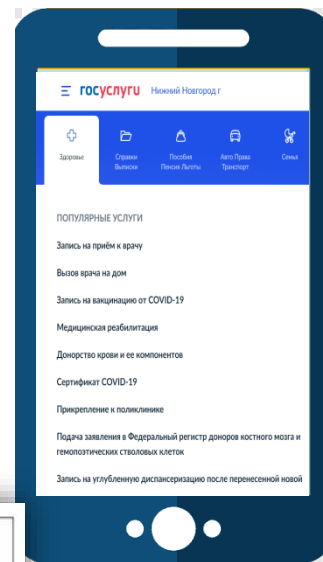 госуслуги Нижний Новгород г
Здоровье
Справки
Выписки
Пособия
Пенсия Льготы
Авто Права
Транспорт
Семья
ПОПУЛЯРНЫЕ УСЛУГИ
Запись на приём к врачу
Вызов врача на дом
Запись на вакцинацию от COVID-19
Медицинская реабилитация
Донорство крови и ее компонентов
Сертификат COVID-19
Прикрепление к поликлинике
Подача заявления в Федеральный регистр доноров костного мозга и
гемопоэтических стволовых клеток
Запись на углубленную диспансеризацию после перенесенной новой